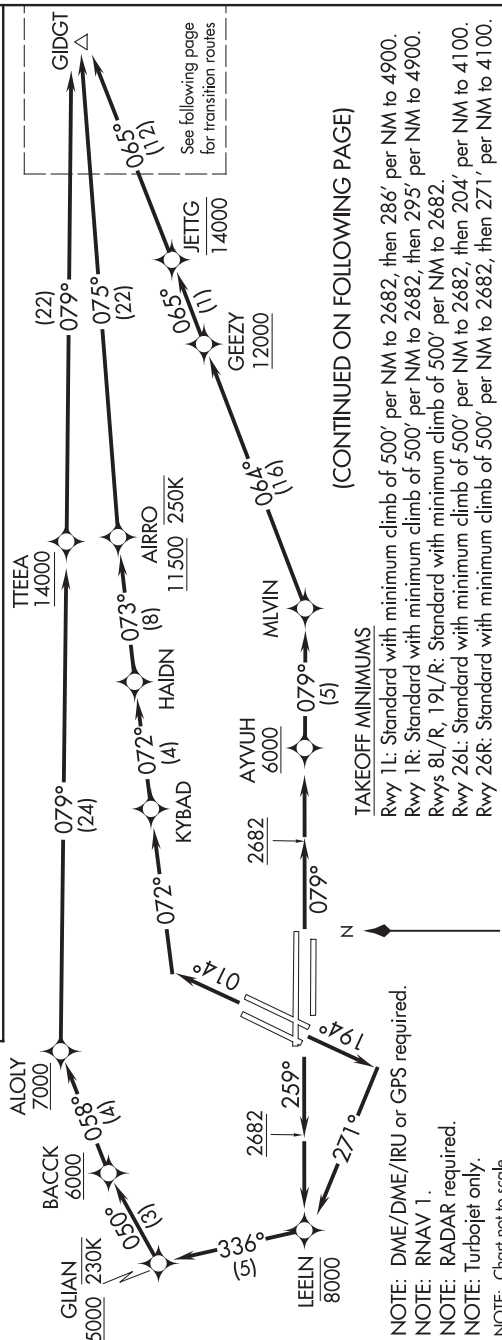 GIDGT
See following page
for transition routes
065°
(12)
JETTG
14000
065°
(1)
GEEZY
12000
064°
(16)
MLVIN
079°
(5)
AYVUH
6000
2682
079°
(22)
079°
075°
(22)
TTEEA
14000
AIRRO
11500 250K
073°
(8)
HAIDN
072°
(4)
KYBAD
072°
014°
079°
(24)
ALOLY
7000
058°
(4)
BACCK
6000
050°
(3)
GLIAN
5000 230K
N
336°
(5)
LEELN
8000
2682
259°
271°
194°
N
(CONTINUED ON FOLLOWING PAGE)
TAKEOFF MINIMUMS
Rwy 1L: Standard with minimum climb of 500' per NM to 2682, then 286' per NM to 4900.
Rwy 1R: Standard with minimum climb of 500' per NM to 2682, then 295' per NM to 4900.
Rwys 8L/R, 19L/R: Standard with minimum climb of 500' per NM to 2682.
Rwy 26L: Standard with minimum climb of 500' per NM to 2682, then 204' per NM to 4100.
Rwy 26R: Standard with minimum climb of 500' per NM to 2682, then 271' per NM to 4100.
NOTE: DME/DME/IRU or GPS required.
NOTE: RNAV 1.
NOTE: RADAR required.
NOTE: Turbojet only.
NOTE: Chart not to scale